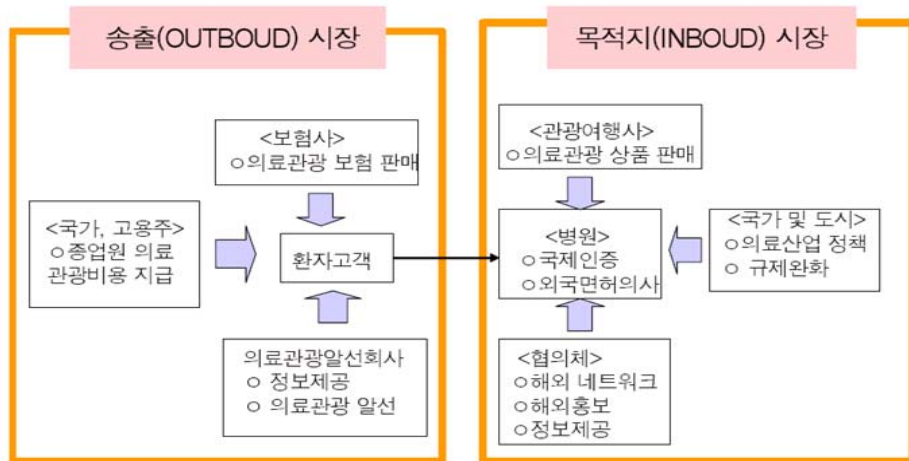 송출(OUTBOUD) 시장
<보험사>
○의료관광 보험 판매
<국가, 고용주>
○종업원 의료
관광비용 지급
환자고객
의료관광알선회사
○ 정보제공
○ 의료관광 알선
목적지(INBOUD) 시장
<관광여행사>
○의료관광 상품 판매
<병원>
○국제인증
○외국면허의사
<국가 및 도시>
○의료산업 정책
○ 규제완화
<협의체>
○해외 네트워크
○해외홍보
○정보제공